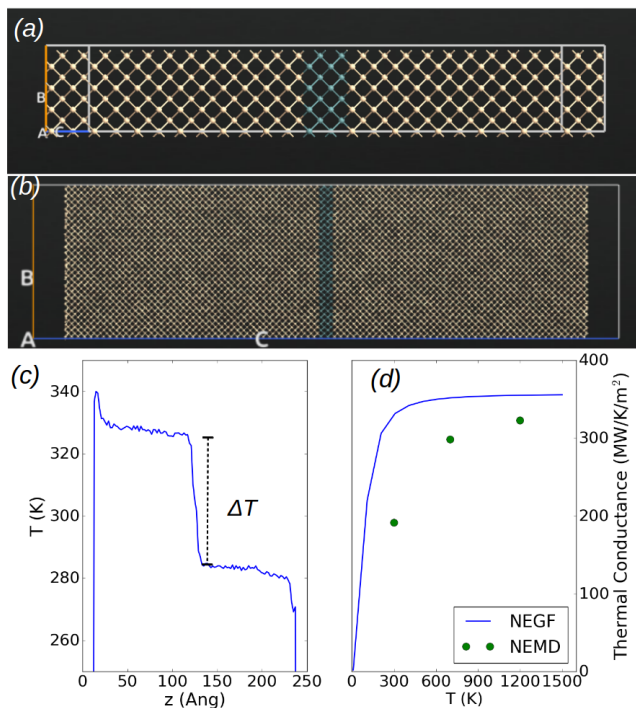 (a)
B
A C
(b)
B
A
C
(c)
(d)
340
320
300
280
260
T (K)
ΔT
0
50
100
150
200
250
z (Ang)
400
300
200
100
0
Thermal Conductance (MW/K/m²)
NEGF
NEMD
0
300
600
900
1200
1500
T (K)